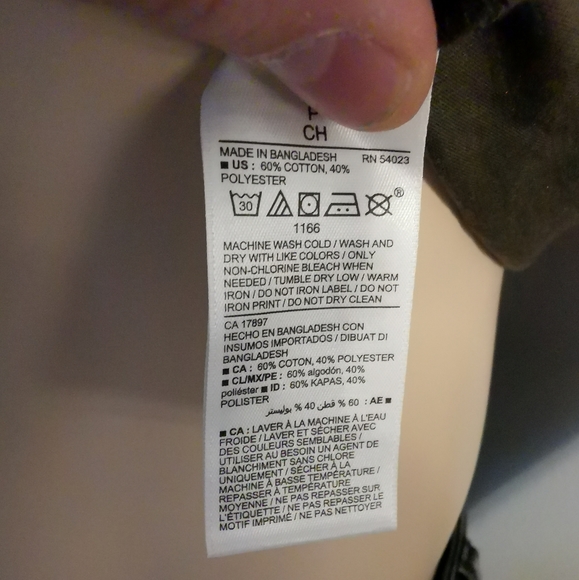 CH
MADE IN BANGLADESH RN 54023
■ US : 60% COTTON, 40%
POLYESTER
30 ®
1166
MACHINE WASH COLD / WASH AND
DRY WITH LIKE COLORS / ONLY
NON-CHLORINE BLEACH WHEN
NEEDED / TUMBLE DRY LOW / WARM
IRON / DO NOT IRON LABEL / DO NOT
IRON PRINT / DO NOT DRY CLEAN
CA 17897
HECHO EN BANGLADESH CON
INSUMOS IMPORTADOS / DIBUAT DI
BANGLADESH
■ CA : 60% COTON, 40% POLYESTER
■ CL/MX/PE : 60% algodón, 40%
poliéster ■ ID : 60% KAPAS, 40%
POLISTER
■ AE : 60 % قطن 40 % بوليستر
■ CA : LAVER À LA MACHINE À L'EAU
FROIDE / LAVER ET SÉCHER AVEC
DES COULEURS SEMBLABLES /
UTILISER AU BESOIN UN AGENT DE
BLANCHIMENT SANS CHLORE
UNIQUEMENT / SÉCHER À LA
MACHINE À BASSE TEMPÉRATURE /
REPASSER À TEMPÉRATURE
MOYENNE / NE PAS REPASSER SUR
L'ÉTIQUETTE / NE PAS REPASSER LE
MOTIF IMPRIMÉ / NE PAS NETTOYER